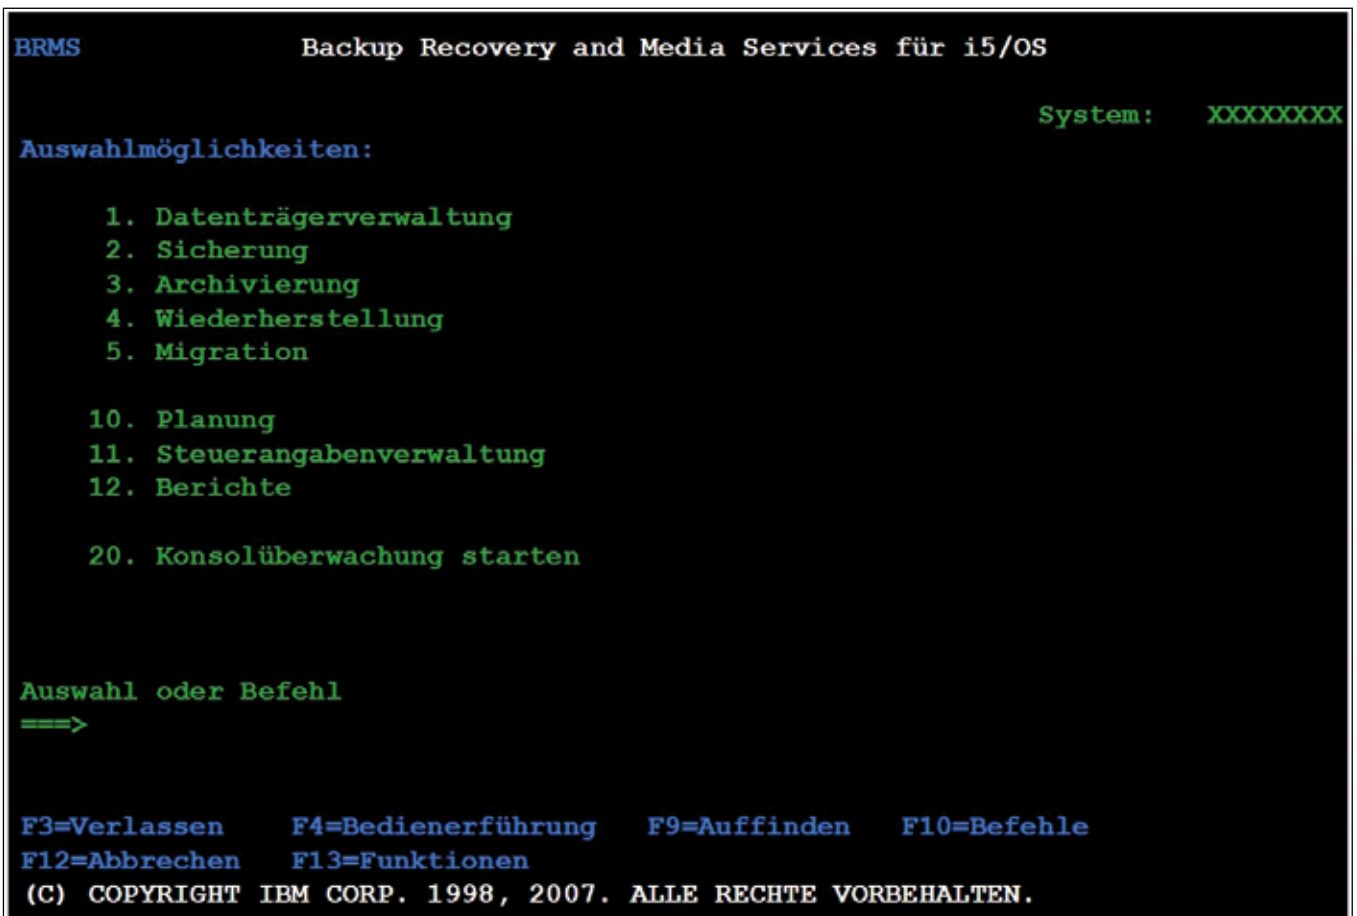 BRMS Backup Recovery and Media Services für i5/OS
System: XXXXXXXX
Auswahlmöglichkeiten:
1. Datenträgerverwaltung
2. Sicherung
3. Archivierung
4. Wiederherstellung
5. Migration
10. Planung
11. Steuerangabenverwaltung
12. Berichte
20. Konsolüberwachung starten
Auswahl oder Befehl
===>
F3=Verlassen F4=Bedienerführung F9=Auffinden F10=Befehle
F12=Abbrechen F13=Funktionen
(C) COPYRIGHT IBM CORP. 1998, 2007. ALLE RECHTE VORBEHALTEN.